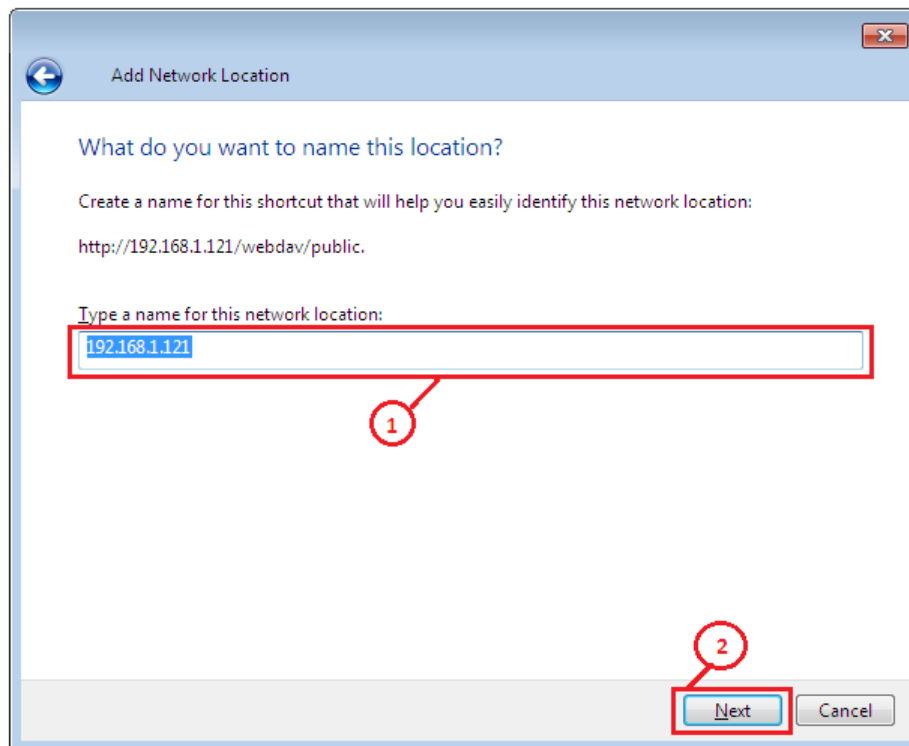 Add Network Location
What do you want to name this location?
Create a name for this shortcut that will help you easily identify this network location:
http://192.168.1.121/webdav/public.
Type a name for this network location:
192.168.1.121
1
2
Next
Cancel